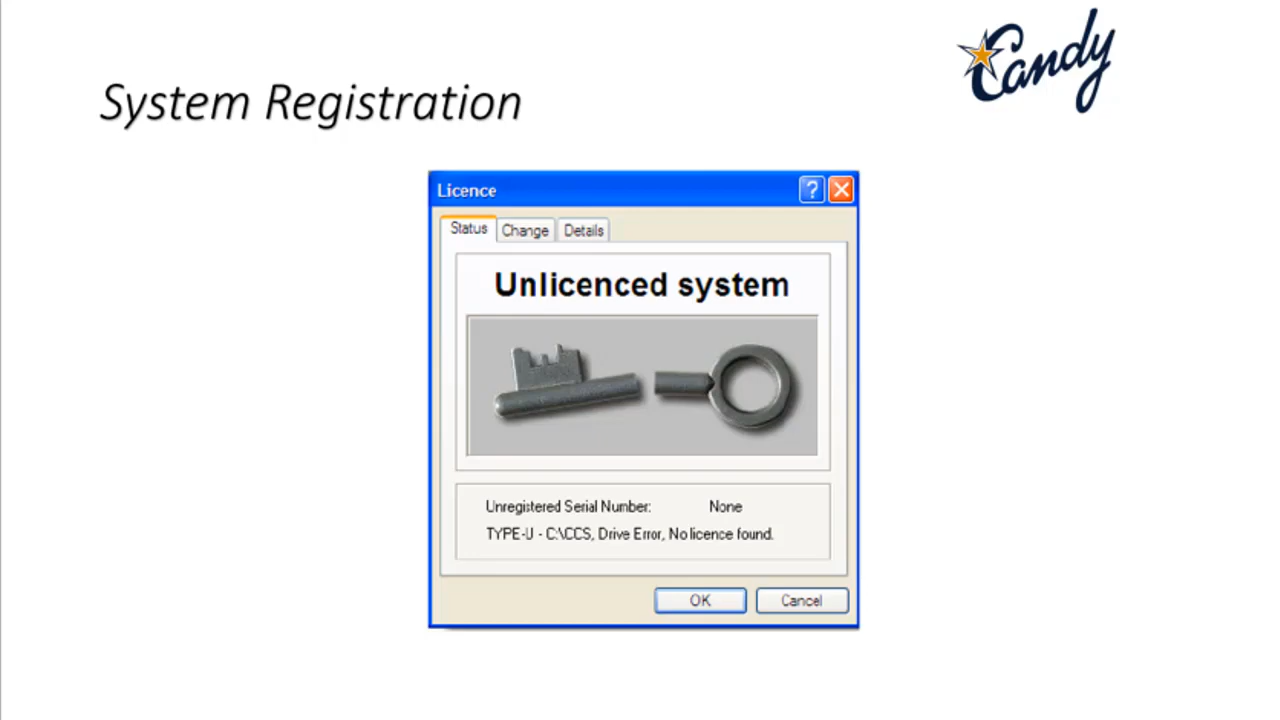 Candy
System Registration
Licence
Status Change Details
Unlicenced system
Unregistered Serial Number: None
TYPE-U - C:\CCS, Drive Error, No licence found.
OK Cancel